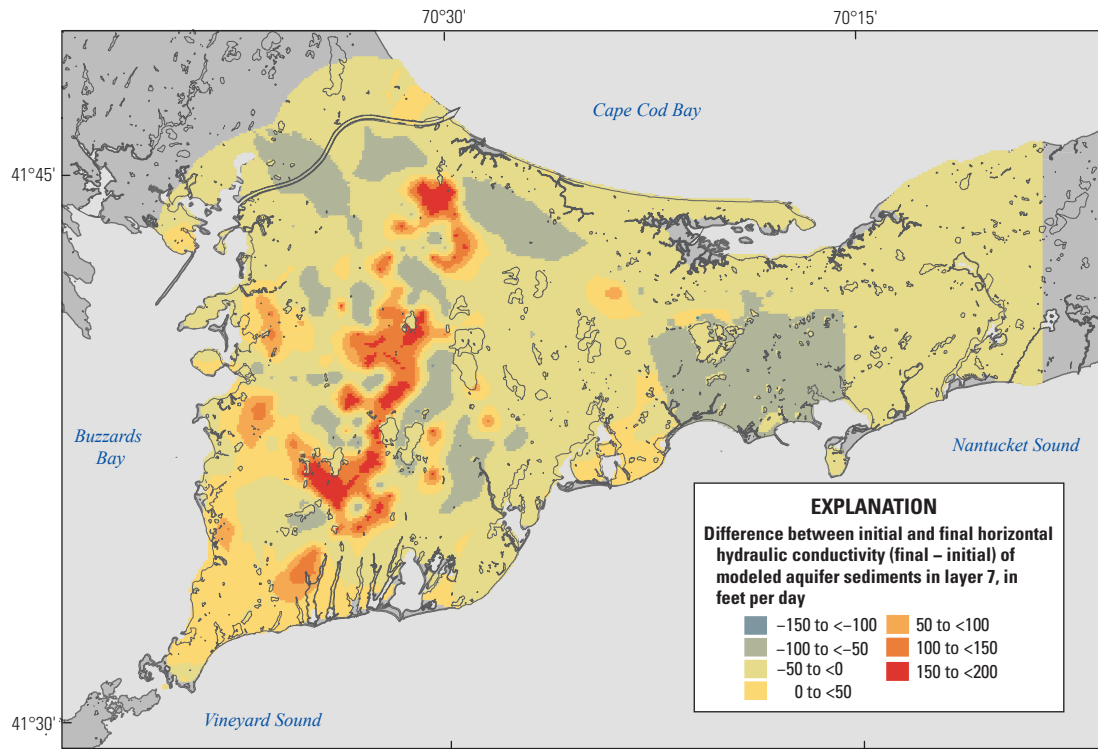 70°30'
70°15'
Cape Cod Bay
41°45'
Buzzards
Bay
Nantucket Sound
EXPLANATION
Difference between initial and final horizontal
hydraulic conductivity (final – initial) of
modeled aquifer sediments in layer 7, in
feet per day
–150 to <–100
–100 to <–50
–50 to <0
0 to <50
50 to <100
100 to <150
150 to <200
41°30'
Vineyard Sound